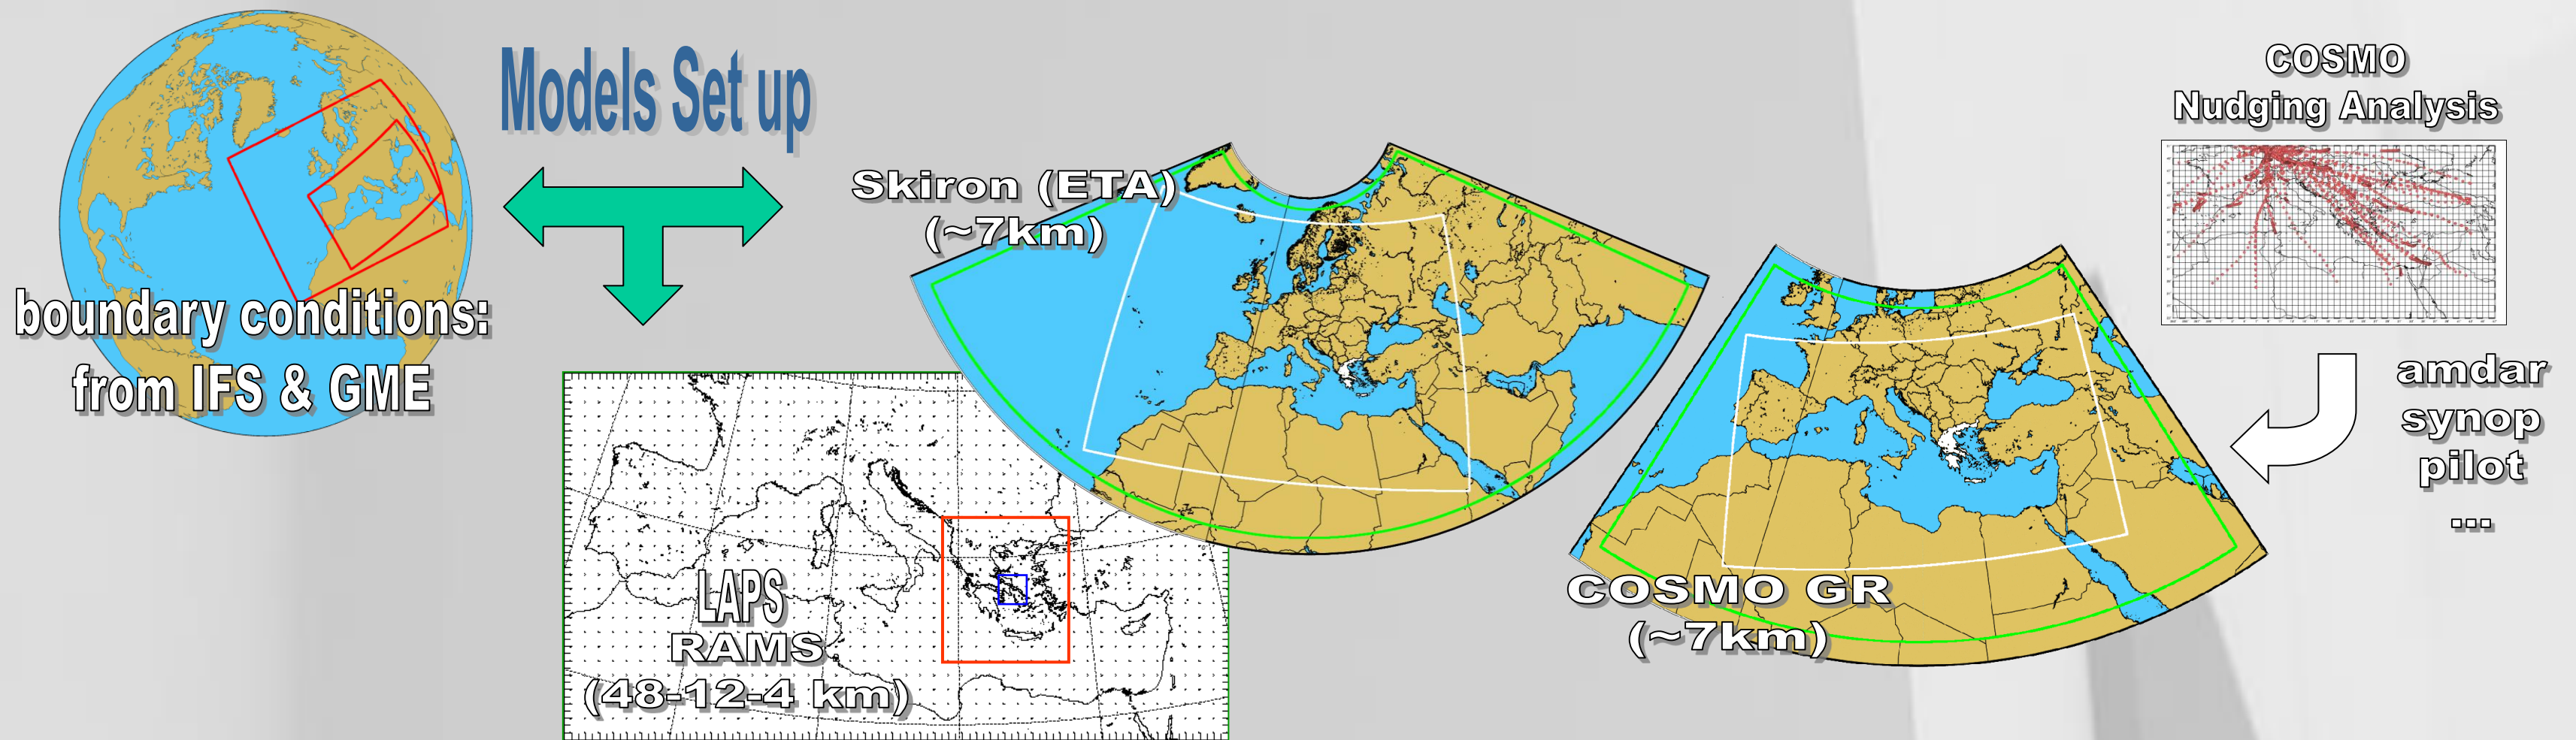 Models Set up
boundary conditions:
from IFS & GME
Skiron (ETA)
(~7km)
LAPS
RAMS
(48-12-4 km)
COSMO GR
(~7km)
COSMO
Nudging Analysis
amdar
synop
pilot
...